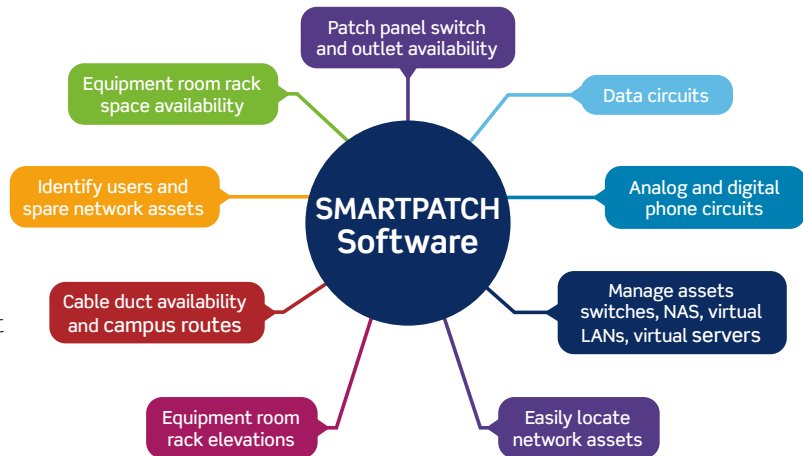 Patch panel switch
and outlet availability
Equipment room rack
space availability
Data circuits
Identify users and
spare network assets
SMARTPATCH
Software
Analog and digital
phone circuits
Cable duct availability
and campus routes
Manage assets
switches, NAS, virtual
LANs, virtual servers
Equipment room
rack elevations
Easily locate
network assets